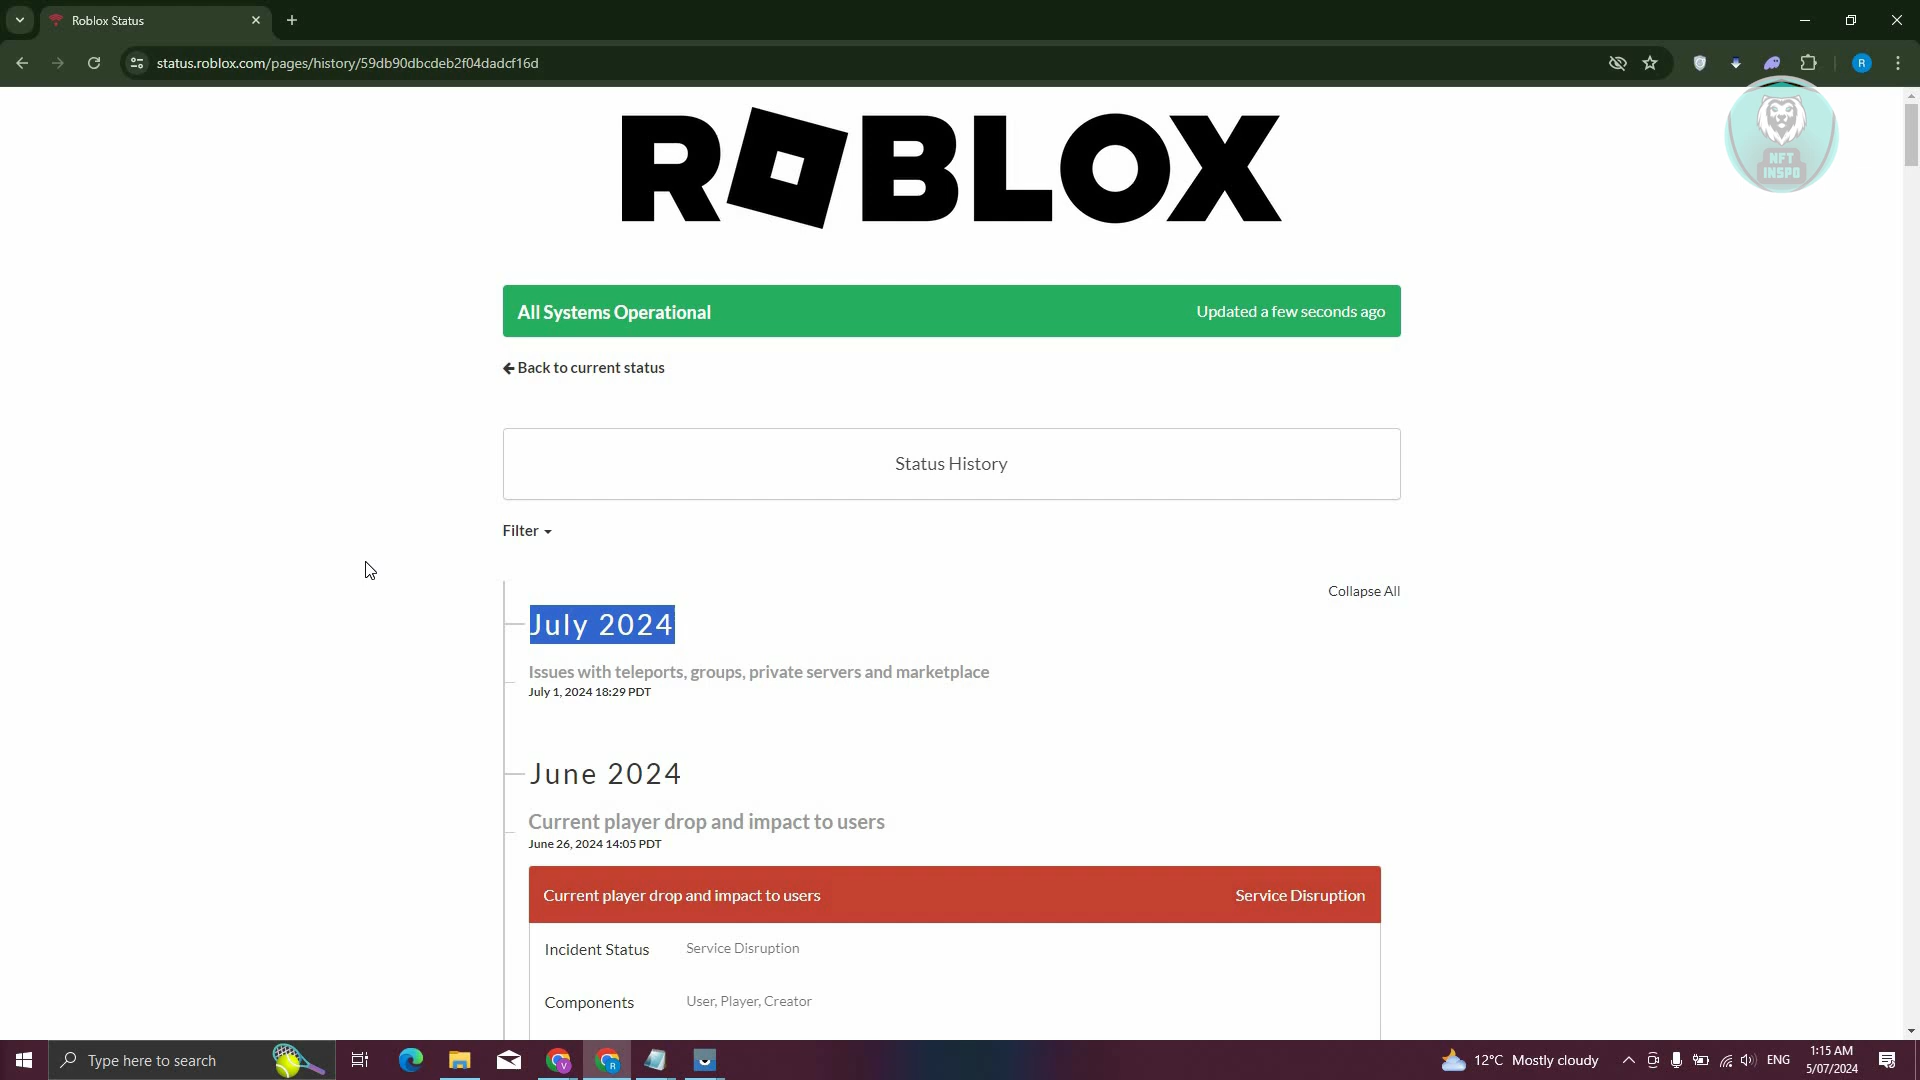 Roblox Status
status.roblox.com/pages/history/59db90dbcdeb2f04dadcf16d
R
ROBLOX
NFT
INSPO
All Systems Operational
Updated a few seconds ago
Back to current status
Status History
Filter
Collapse All
July 2024
Issues with teleports, groups, private servers and marketplace
July 1, 2024 18:29 PDT
June 2024
Current player drop and impact to users
June 26, 2024 14:05 PDT
Current player drop and impact to users
Service Disruption
Incident Status
Service Disruption
Components
User, Player, Creator
Type here to search
V
R
12°C Mostly cloudy
ENG
1:15 AM
5/07/2024